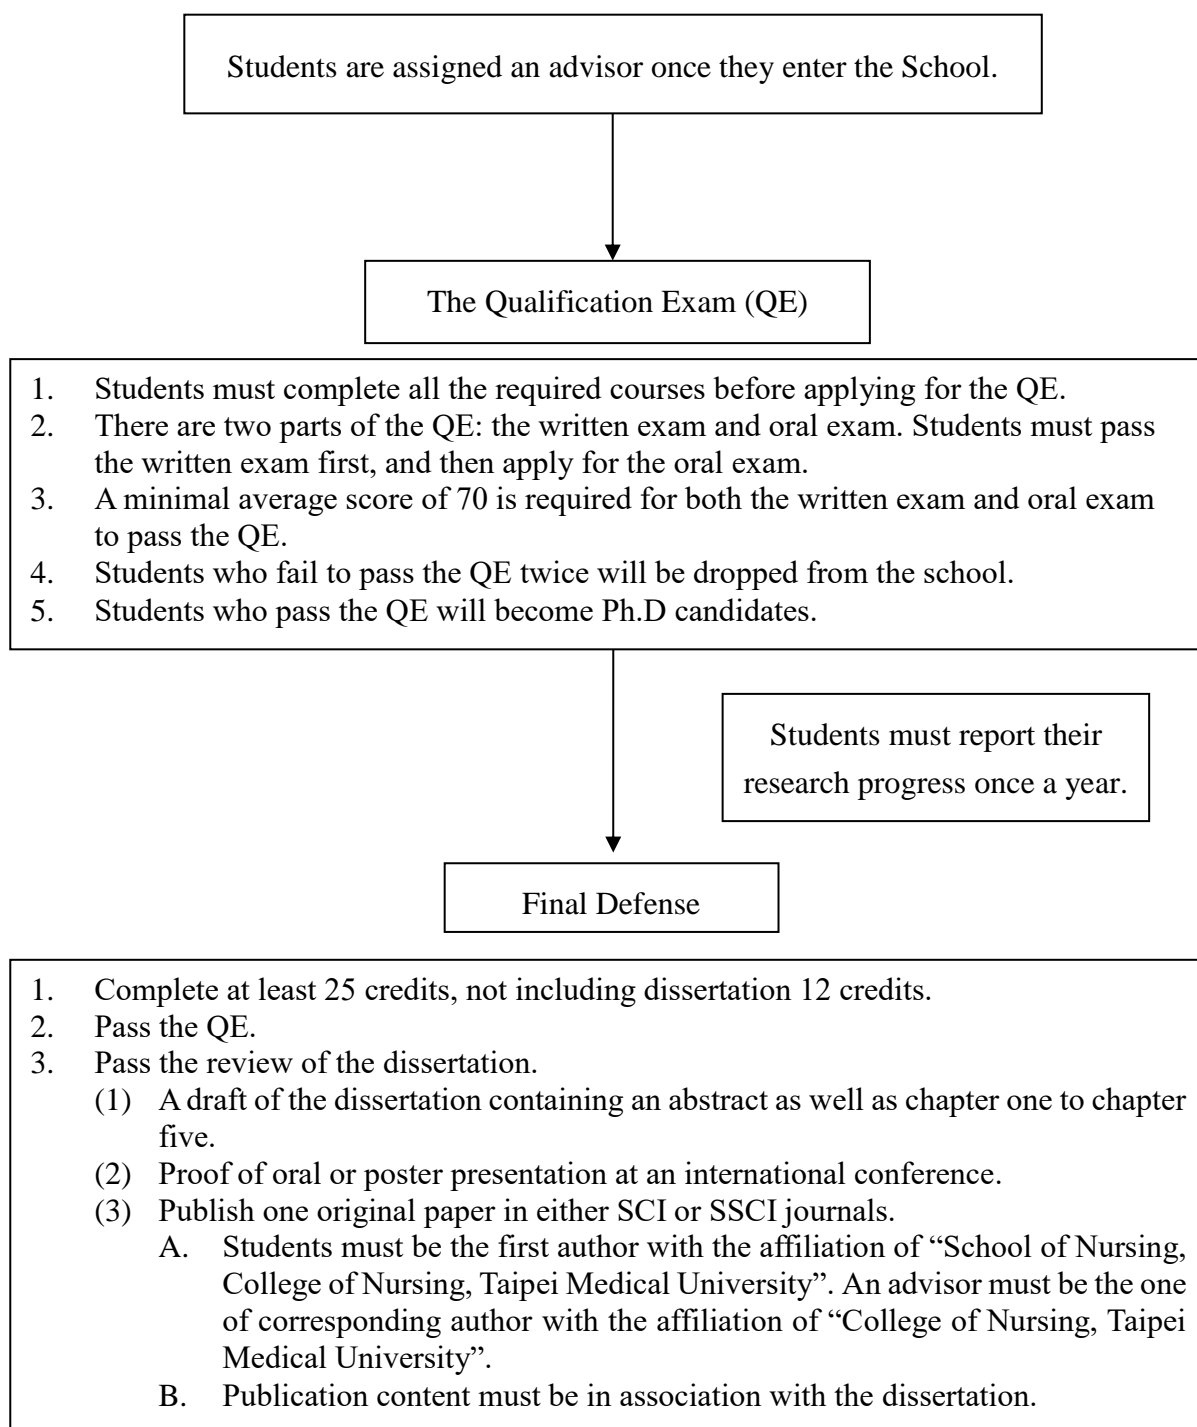 Students are assigned an advisor once they enter the School.
The Qualification Exam (QE)
1. Students must complete all the required courses before applying for the QE.
2. There are two parts of the QE: the written exam and oral exam. Students must pass
the written exam first, and then apply for the oral exam.
3. A minimal average score of 70 is required for both the written exam and oral exam
to pass the QE.
4. Students who fail to pass the QE twice will be dropped from the school.
5. Students who pass the QE will become Ph.D candidates.
Students must report their
research progress once a year.
Final Defense
1. Complete at least 25 credits, not including dissertation 12 credits.
2. Pass the QE.
3. Pass the review of the dissertation.
(1) A draft of the dissertation containing an abstract as well as chapter one to chapter
five.
(2) Proof of oral or poster presentation at an international conference.
(3) Publish one original paper in either SCI or SSCI journals.
A. Students must be the first author with the affiliation of “School of Nursing,
College of Nursing, Taipei Medical University”. An advisor must be the one
of corresponding author with the affiliation of “College of Nursing, Taipei
Medical University”.
B. Publication content must be in association with the dissertation.